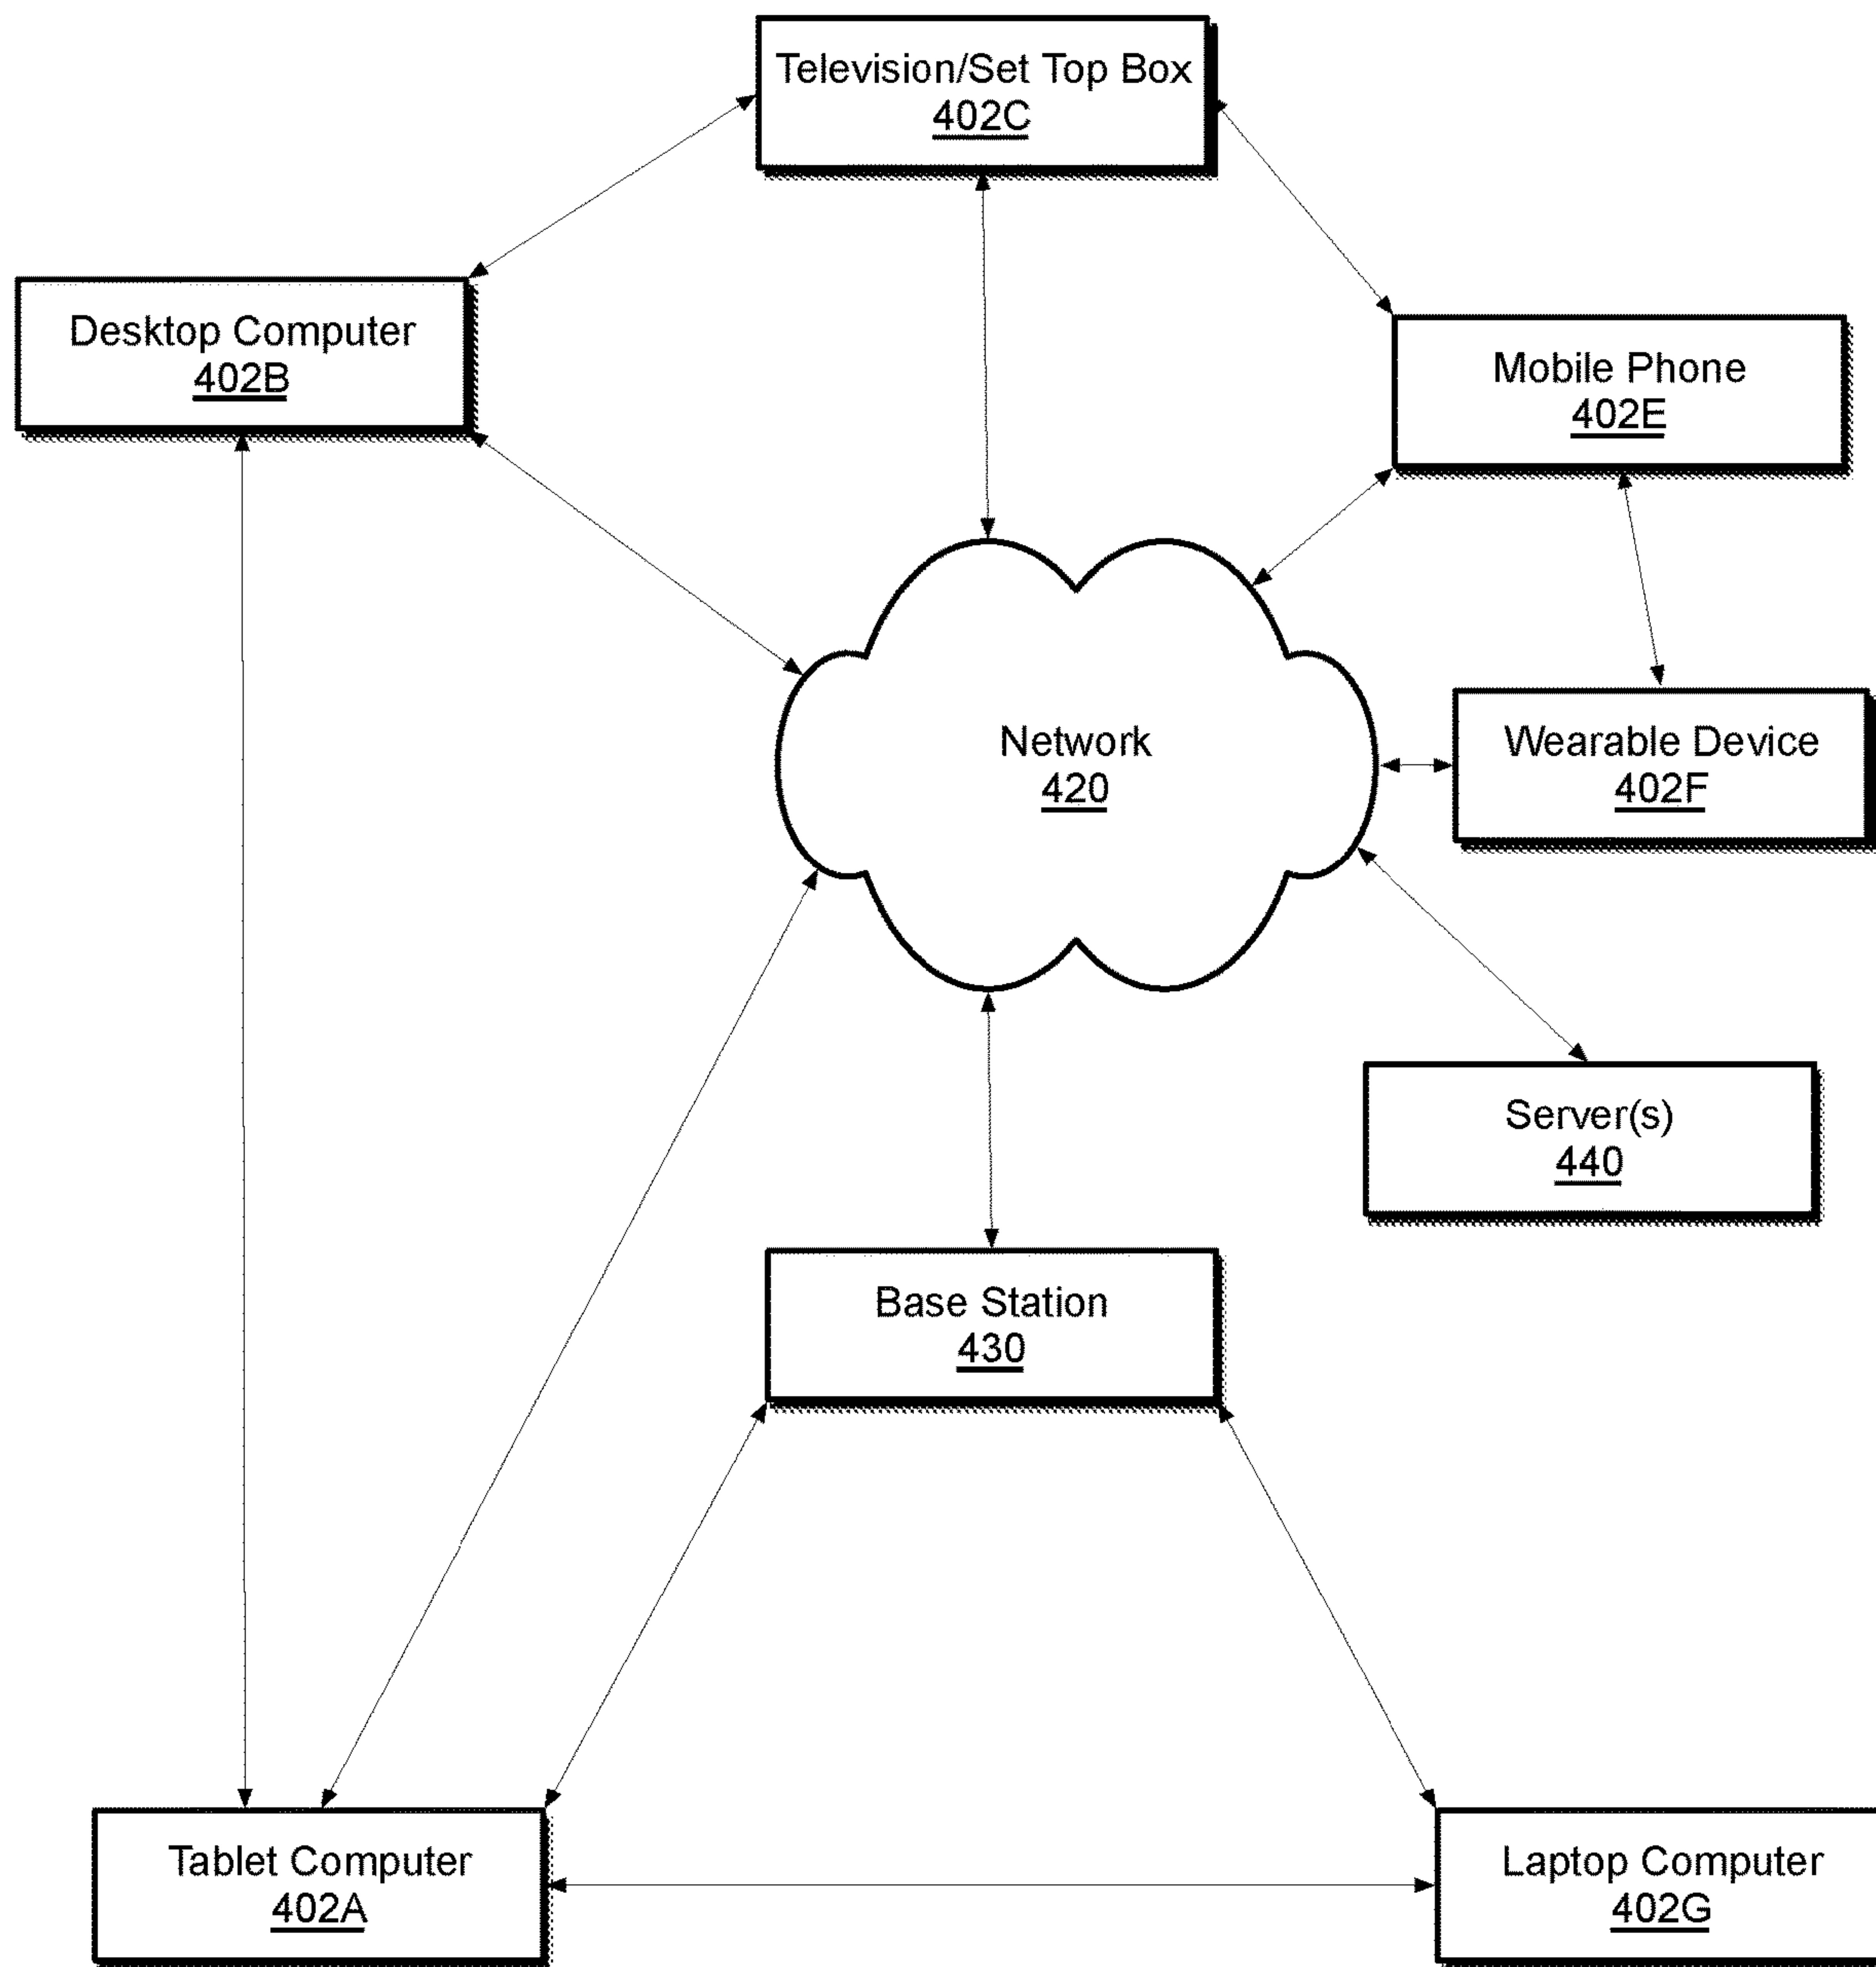 Television/Set Top Box
402C
Desktop Computer
402B
Mobile Phone
402E
Network
420
Wearable Device
402F
Server(s)
440
Base Station
430
Tablet Computer
402A
Laptop Computer
402G